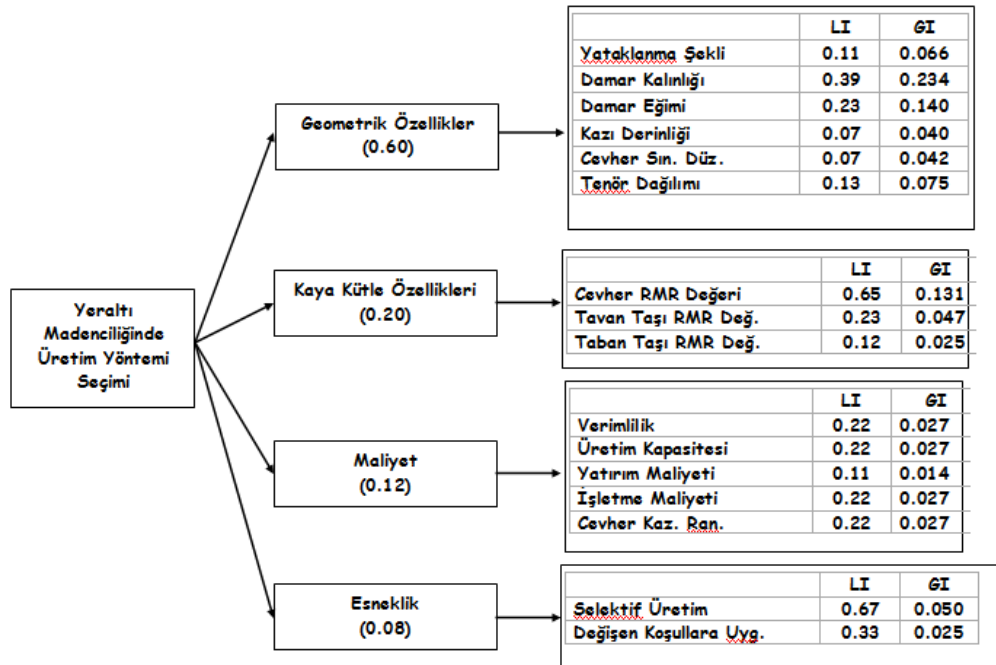 Yeraltı
Madenciliğinde
Üretim Yöntemi
Seçimi
Geometrik Özellikler
(0.60)
LI GI
Yataklanma Şekli 0.11 0.066
Damar Kalınlığı 0.39 0.234
Damar Eğimi 0.23 0.140
Kazı Derinliği 0.07 0.040
Cevher Sın. Düz. 0.07 0.042
Tenör Dağılımı 0.13 0.075
Kaya Kütle Özellikleri
(0.20)
LI GI
Cevher RMR Değeri 0.65 0.131
Tavan Taşı RMR Değ. 0.23 0.047
Taban Taşı RMR Değ. 0.12 0.025
Maliyet
(0.12)
LI GI
Verimlilik 0.22 0.027
Üretim Kapasitesi 0.22 0.027
Yatırım Maliyeti 0.11 0.014
İşletme Maliyeti 0.22 0.027
Cevher Kaz. Ran. 0.22 0.027
Esneklik
(0.08)
LI GI
Selektif Üretim 0.67 0.050
Değişen Koşullara Uyg. 0.33 0.025